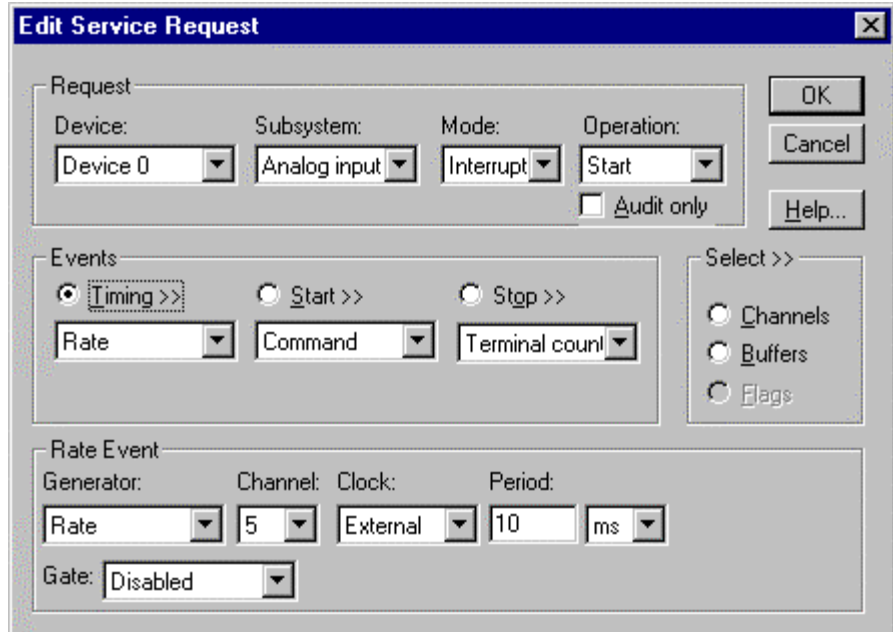 Edit Service Request
Request
OK
Device: Subsystem: Mode: Operation:
Cancel
Device 0 Analog input Interrupt Start
Audit only
Help...
Events
Select >>
Timing >> Start >> Stop >>
Channels
Rate Command Terminal count
Buffers
Flags
Rate Event
Generator: Channel: Clock: Period:
Rate 5 External 10 ms
Gate: Disabled